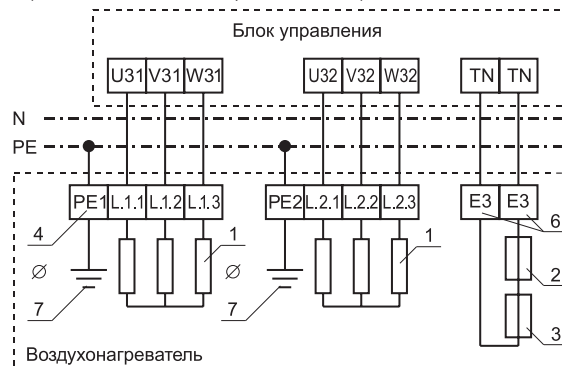 Блок управления
U31 V31 W31 U32 V32 W32 TN TN
N
PE
PE1 L.1.1 L.1.2 L.1.3 PE2 L.2.1 L.2.2 L.2.3 E3 E3
4 1 1 6
Ø Ø 2
7 7 3
Воздухонагреватель